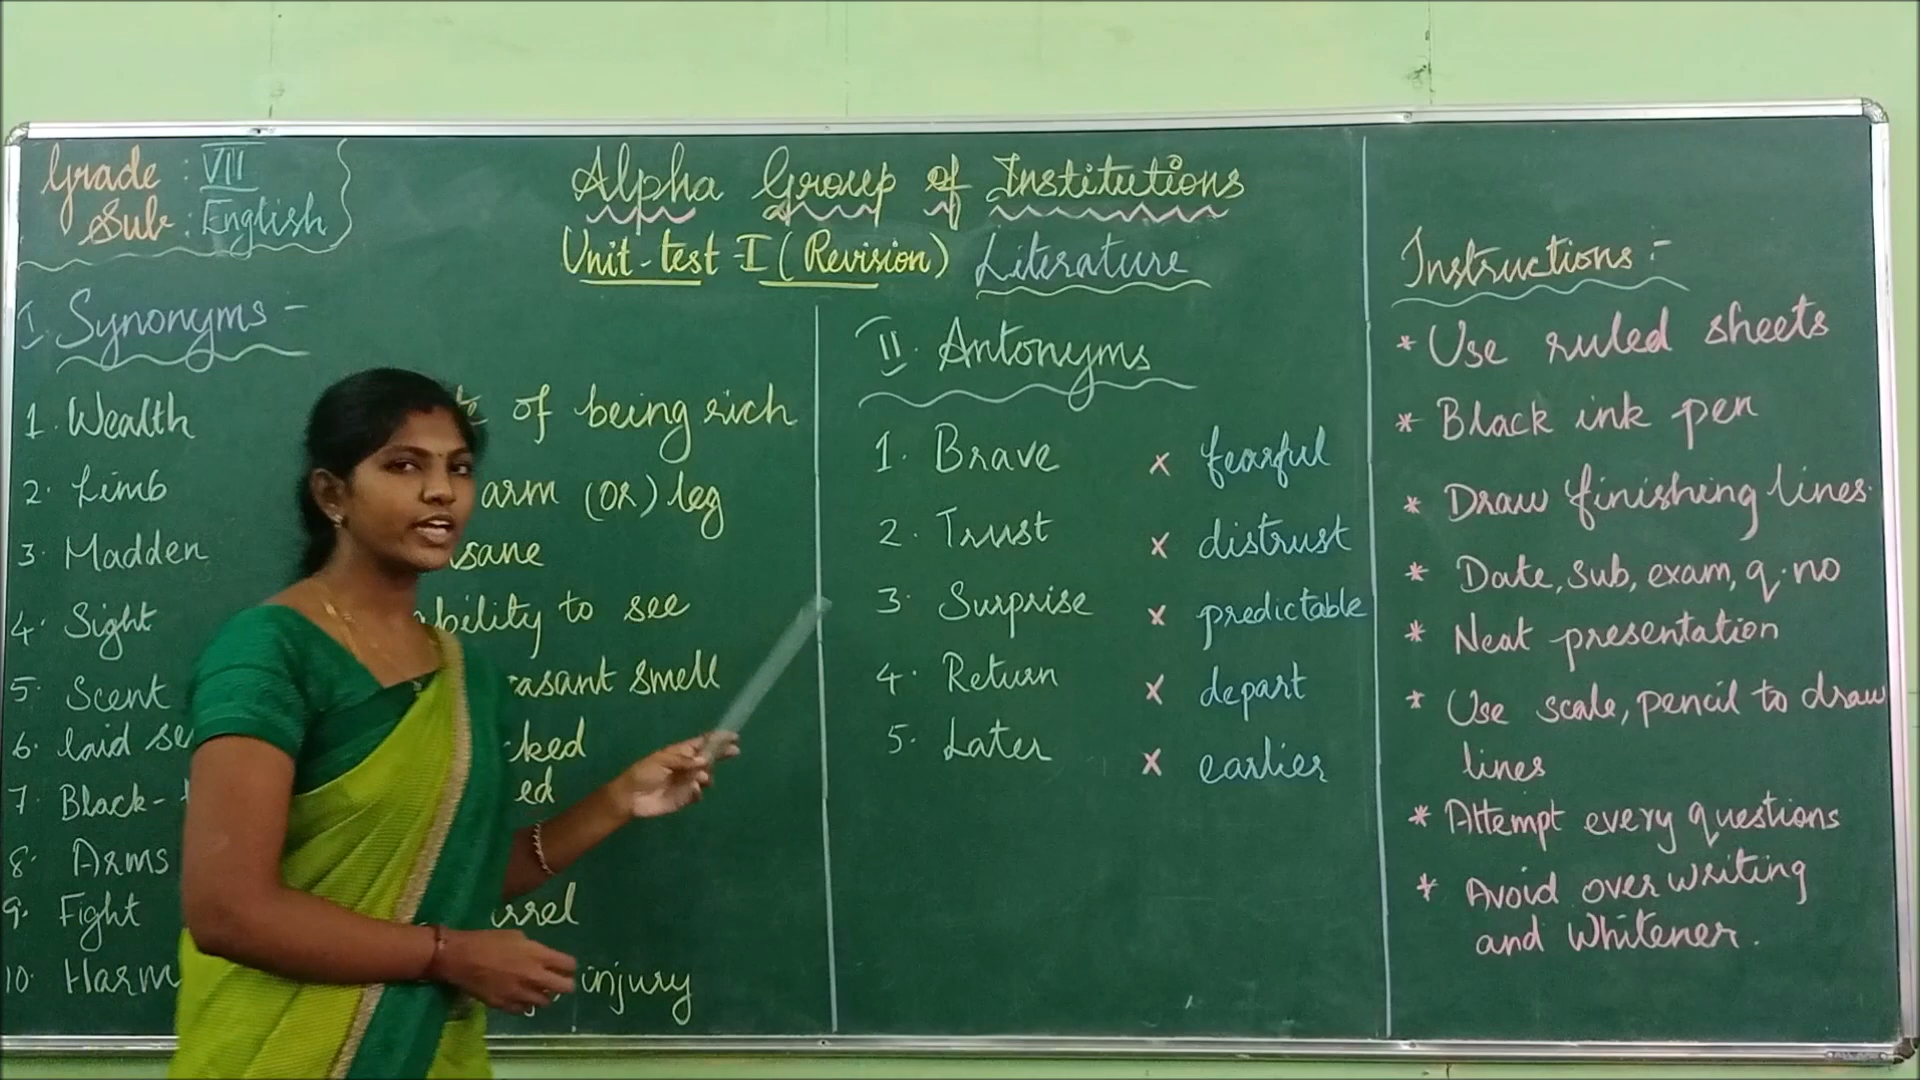 Grade : VII
Sub : English
Alpha Group of Institutions
Unit-test-I (Revision) Literature
I. Synonyms -
1. Wealth of being rich
2. Limb arm (OR) leg
3. Madden sane
4. Sight ability to see
5. Scent smell
6. laid
7. Black-
8. Arms
9. Fight
10. Harm injury
II. Antonyms
1. Brave x fearful
2. Trust x distrust
3. Surprise x predictable
4. Return x depart
5. Later x earlier
Instructions :-
* Use ruled sheets
* Black ink pen
* Draw finishing lines.
* Date, sub, exam, q.no
* Neat presentation
* Use scale, pencil to draw
lines
* Attempt every questions
* Avoid over writing
and Whitener.